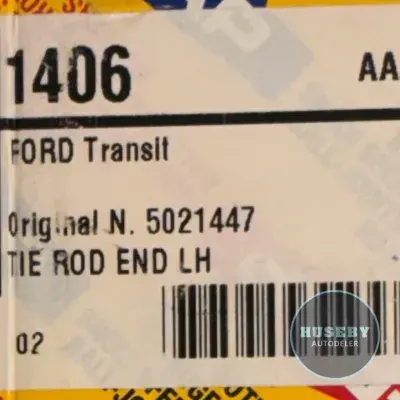 1406 AA
FORD Transit
Original N. 5021447
TIE ROD END LH
02
HUSEBY
AUTODELER